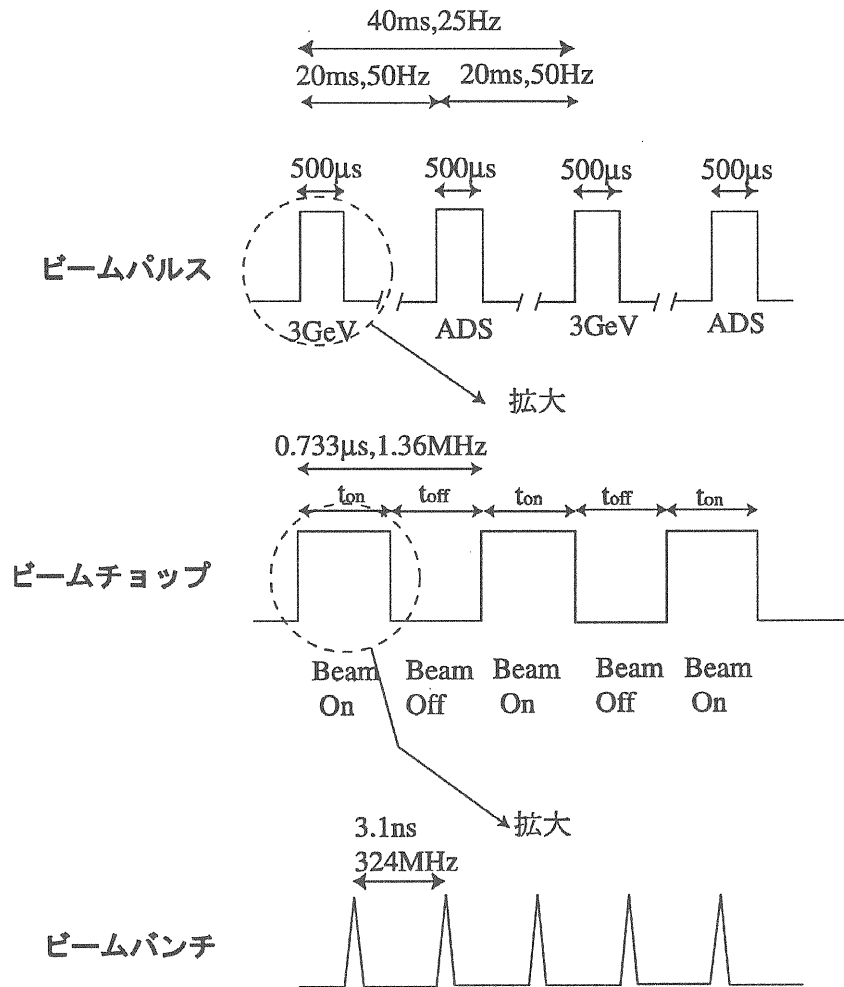 40ms,25Hz
20ms,50Hz 20ms,50Hz
500μs 500μs 500μs 500μs
ビームパルス
3GeV ADS 3GeV ADS
拡大
0.733μs,1.36MHz
ton toff ton toff ton
ビームチョップ
Beam Beam Beam Beam Beam
On Off On Off On
拡大
3.1ns
324MHz
ビームバンチ